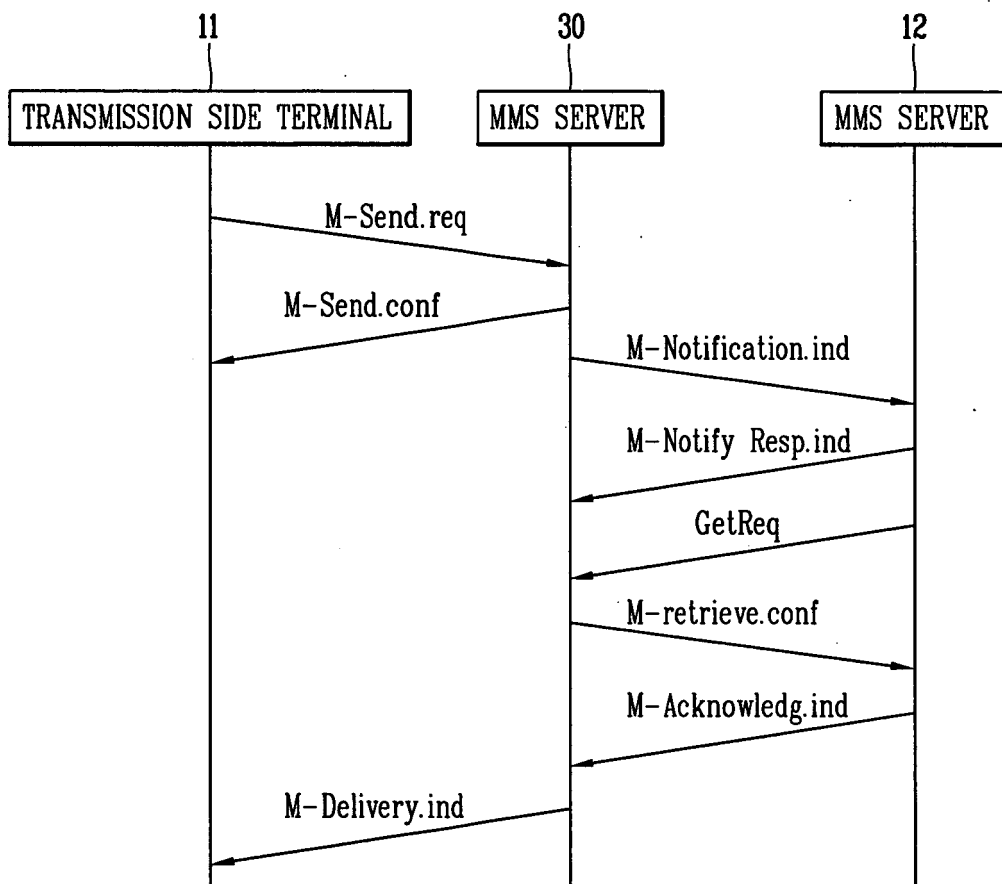 11
30
12
TRANSMISSION SIDE TERMINAL
MMS SERVER
MMS SERVER
M-Send.req
M-Send.conf
M-Notification.ind
M-Notify Resp.ind
GetReq
M-retrieve.conf
M-Acknowledg.ind
M-Delivery.ind